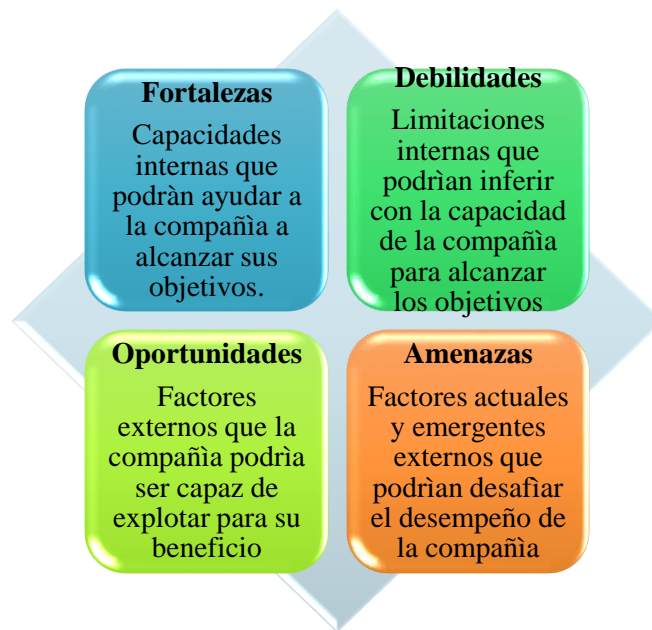 Fortalezas
Capacidades
internas que
podràn ayudar a
la compañìa a
alcanzar sus
objetivos.
Debilidades
Limitaciones
internas que
podrìan inferir
con la capacidad
de la compañìa
para alcanzar
los objetivos
Oportunidades
Factores
externos que la
compañìa podrìa
ser capaz de
explotar para su
beneficio
Amenazas
Factores actuales
y emergentes
externos que
podrìan desafìar
el desempeño de
la compañìa